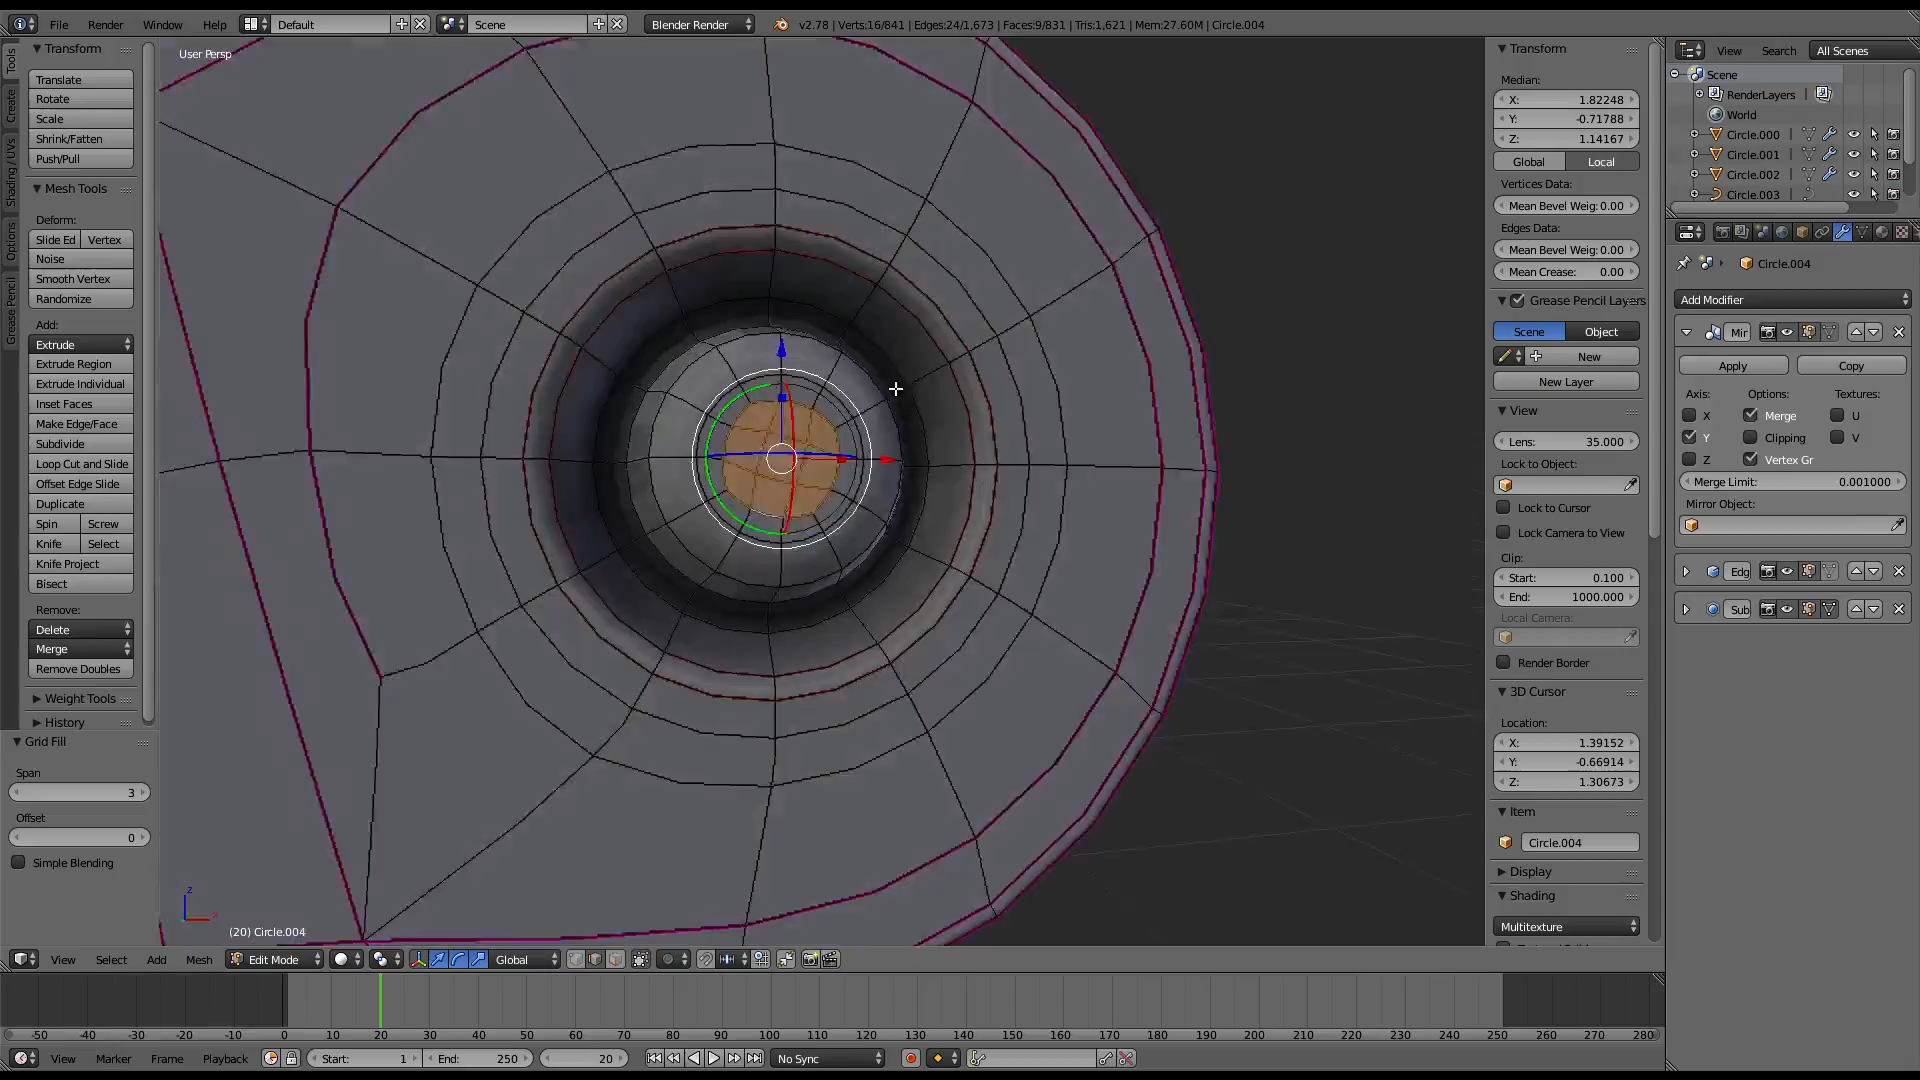 File Render Window Help Default Scene Blender Render v2.78 | Verts:16/841 | Edges:24/1,673 | Faces:9/831 | Tris:1,621 | Mem:27.60M | Circle.004
Tools
Create
Shading / UVs
Options
Grease Pencil
Transform
Translate
Rotate
Scale
Shrink/Fatten
Push/Pull
Mesh Tools
Deform:
Slide Ed Vertex
Noise
Smooth Vertex
Randomize
Add:
Extrude
Extrude Region
Extrude Individual
Inset Faces
Make Edge/Face
Subdivide
Loop Cut and Slide
Offset Edge Slide
Duplicate
Spin Screw
Knife Select
Knife Project
Bisect
Remove:
Delete
Merge
Remove Doubles
Weight Tools
History
Grid Fill
Span
3
Offset
0
Simple Blending
User Persp
z
(20) Circle.004
Transform
Median:
X: 1.82248
Y: -0.71788
Z: 1.14167
Global Local
Vertices Data:
Mean Bevel Weig: 0.00
Edges Data:
Mean Bevel Weig: 0.00
Mean Crease: 0.00
Grease Pencil Layers
Scene Object
New
New Layer
View
Lens: 35.000
Lock to Object:
Lock to Cursor
Lock Camera to View
Clip:
Start: 0.100
End: 1000.000
Local Camera:
Render Border
3D Cursor
Location:
X: 1.39152
Y: -0.66914
Z: 1.30673
Item
Circle.004
Display
Shading
Multitexture
View Search All Scenes
Scene
RenderLayers |
World
Circle.000
Circle.001
Circle.002
Circle.003
Circle.004
Add Modifier
Mir
Apply Copy
Axis: Options: Textures:
X Merge U
Y Clipping V
Z Vertex Gr
Merge Limit: 0.001000
Mirror Object:
Edg
Sub
View Select Add Mesh Edit Mode Global
-50 -40 -30 -20 -10 0 10 20 30 40 50 60 70 80 90 100 110 120 130 140 150 160 170 180 190 200 210 220 230 240 250 260 270 280
View Marker Frame Playback Start: 1 End: 250 20 No Sync